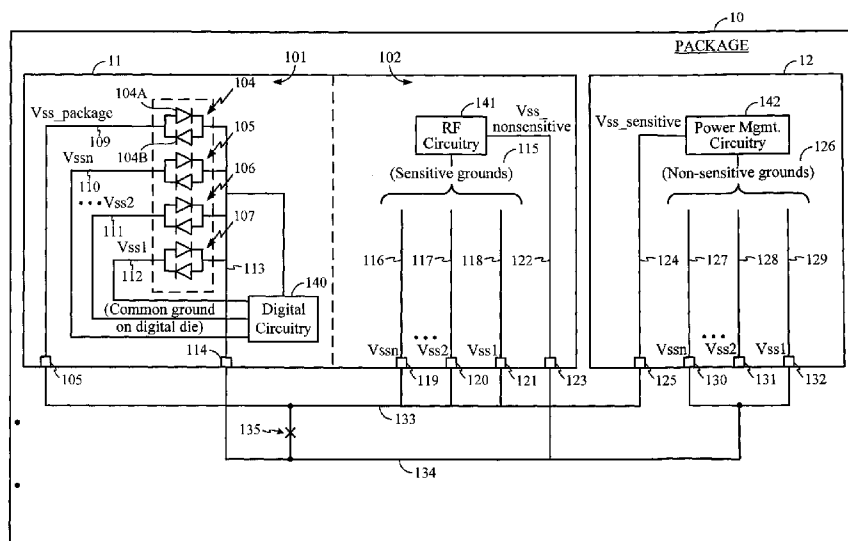 10
PACKAGE
11
101
102
12
104A
104
Vss_package
105
109
104B
Vssn
106
110
Vss2
107
111
Vss1
112
113
140
(Common ground
on digital die)
Digital
Circuitry
114
105
141
RF
Circuitry
Vss_
nonsensitive
115
(Sensitive grounds)
116
117
118
122
Vssn
Vss2
Vss1
119
120
121
123
142
Vss_sensitive
Power Mgmt.
Circuitry
126
(Non-sensitive grounds)
124
127
128
129
Vssn
Vss2
Vss1
125
130
131
132
133
135
134